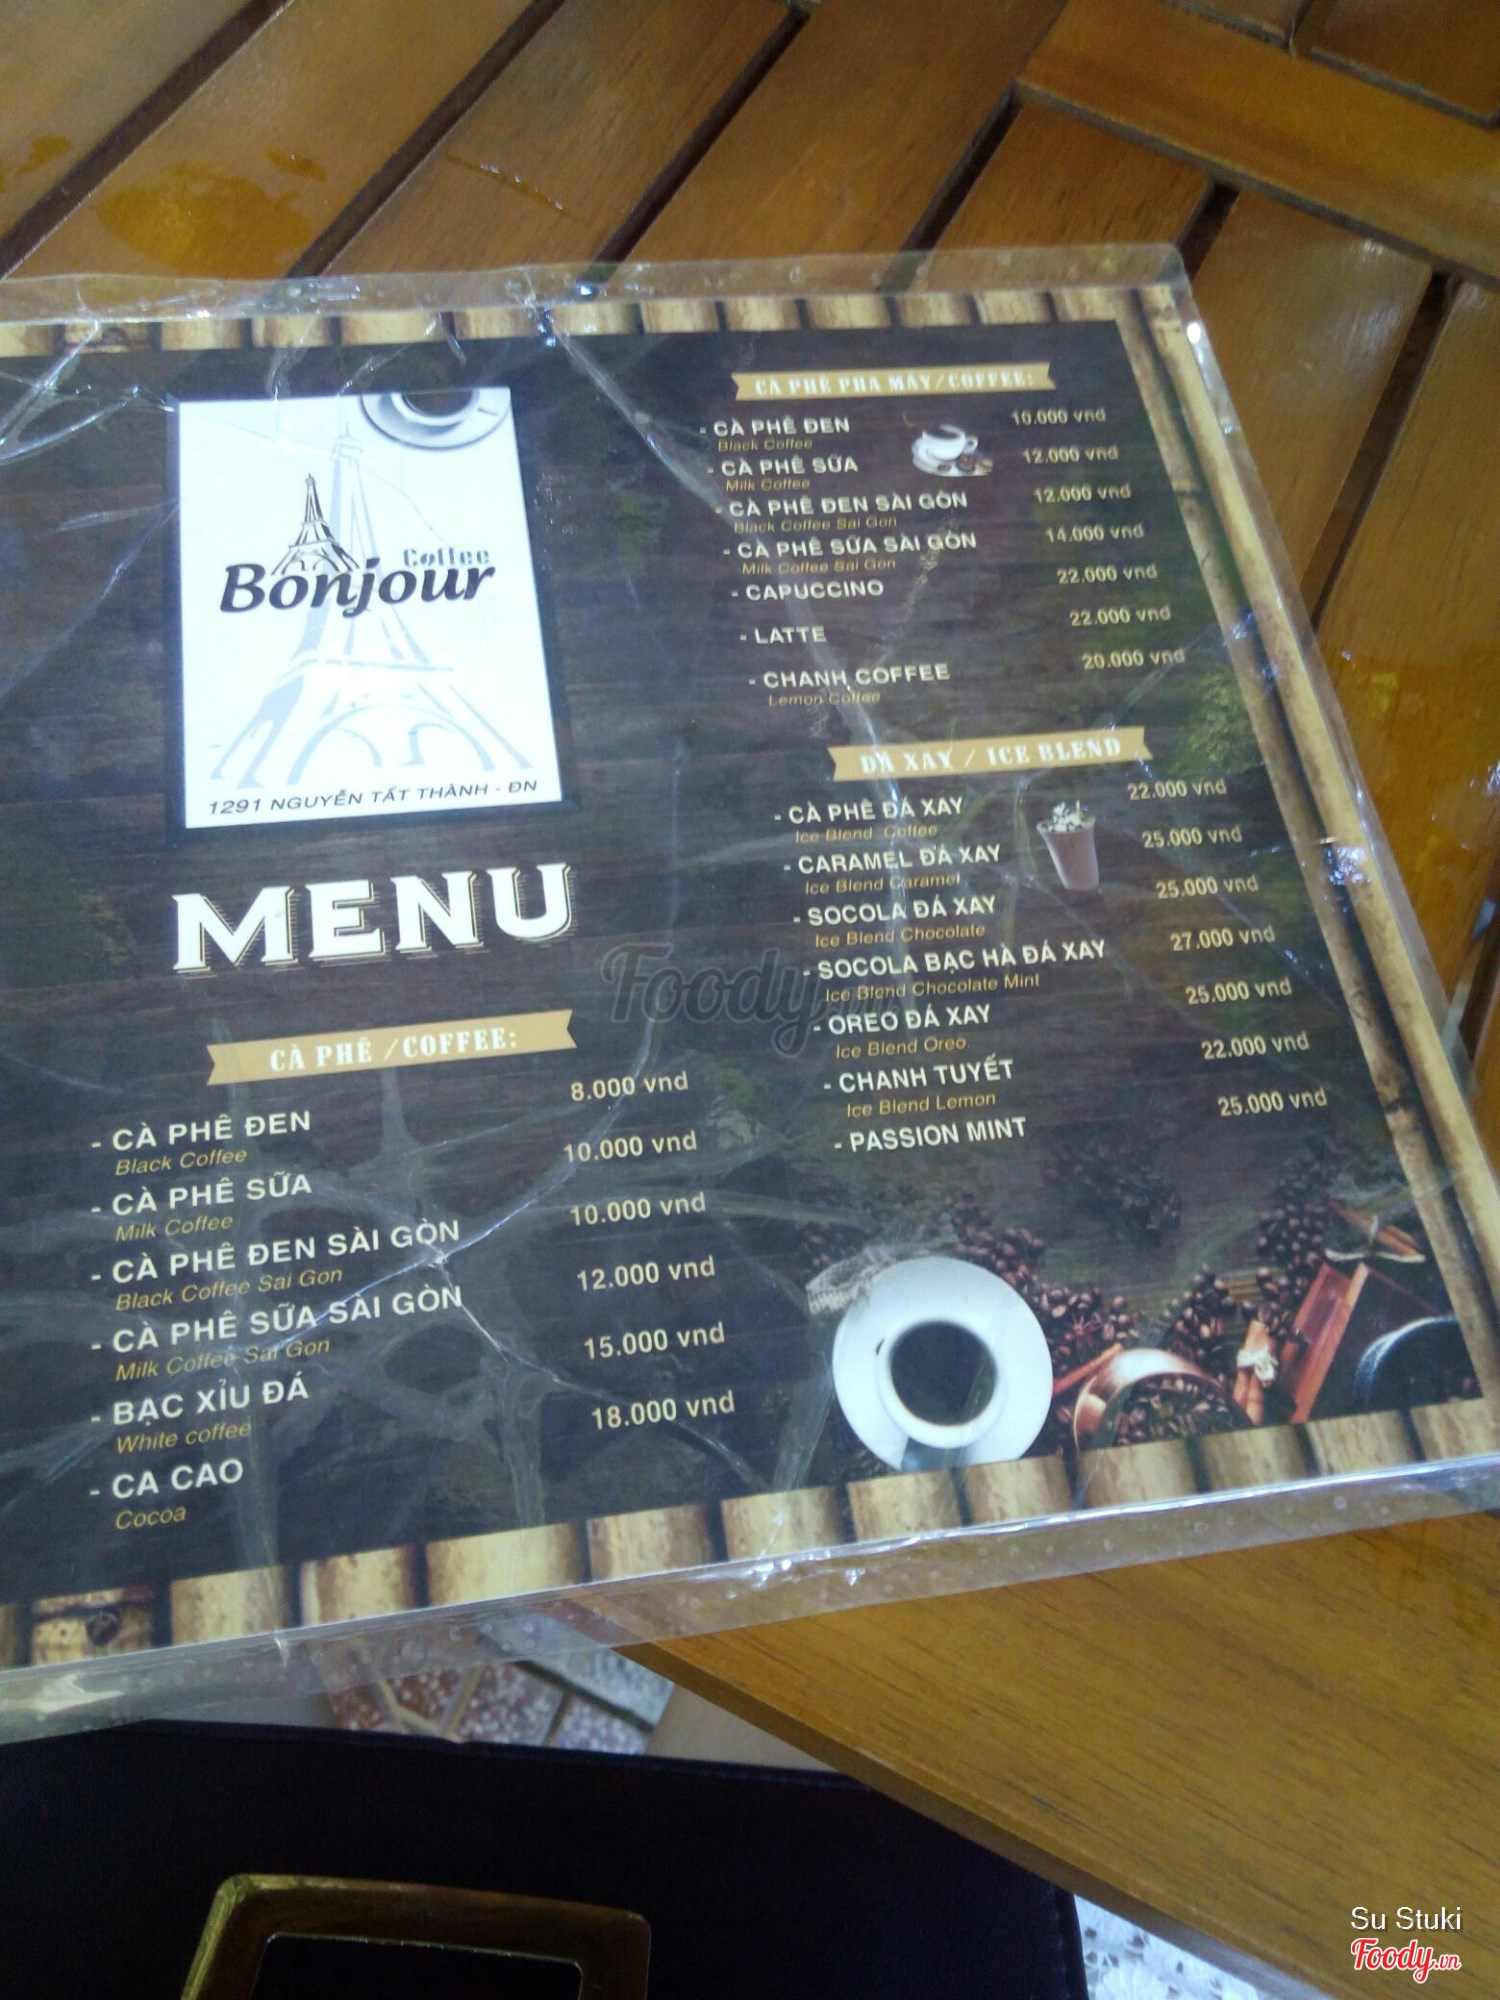 Coffee
Bonjour
1291 NGUYỄN TẤT THÀNH - ĐN
MENU
CÀ PHÊ /COFFEE:
- CÀ PHÊ ĐEN 8.000 vnd
Black Coffee
- CÀ PHÊ SỮA 10.000 vnd
Milk Coffee
- CÀ PHÊ ĐEN SÀI GÒN 10.000 vnd
Black Coffee Sai Gon
- CÀ PHÊ SỮA SÀI GÒN 12.000 vnd
Milk Coffee Sai Gon
- BẠC XỈU ĐÁ 15.000 vnd
White coffee
- CA CAO 18.000 vnd
Cocoa
CÀ PHÊ PHA MÁY/COFFEE:
- CÀ PHÊ ĐEN 10.000 vnd
Black Coffee
- CÀ PHÊ SỮA 12.000 vnd
Milk Coffee
- CÀ PHÊ ĐEN SÀI GÒN 12.000 vnd
Black Coffee Sai Gon
- CÀ PHÊ SỮA SÀI GÒN 14.000 vnd
Milk Coffee Sai Gon
- CAPUCCINO 22.000 vnd
- LATTE 22.000 vnd
- CHANH COFFEE 20.000 vnd
Lemon Coffee
ĐÁ XAY / ICE BLEND
- CÀ PHÊ ĐÁ XAY 22.000 vnd
Ice Blend Coffee
- CARAMEL ĐÁ XAY 25.000 vnd
Ice Blend Caramel
- SOCOLA ĐÁ XAY 25.000 vnd
Ice Blend Chocolate
- SOCOLA BẠC HÀ ĐÁ XAY 27.000 vnd
Ice Blend Chocolate Mint
- OREO ĐÁ XAY 25.000 vnd
Ice Blend Oreo
- CHANH TUYẾT 22.000 vnd
Ice Blend Lemon
- PASSION MINT 25.000 vnd
Foody.vn
Su Stuki
Foody.vn